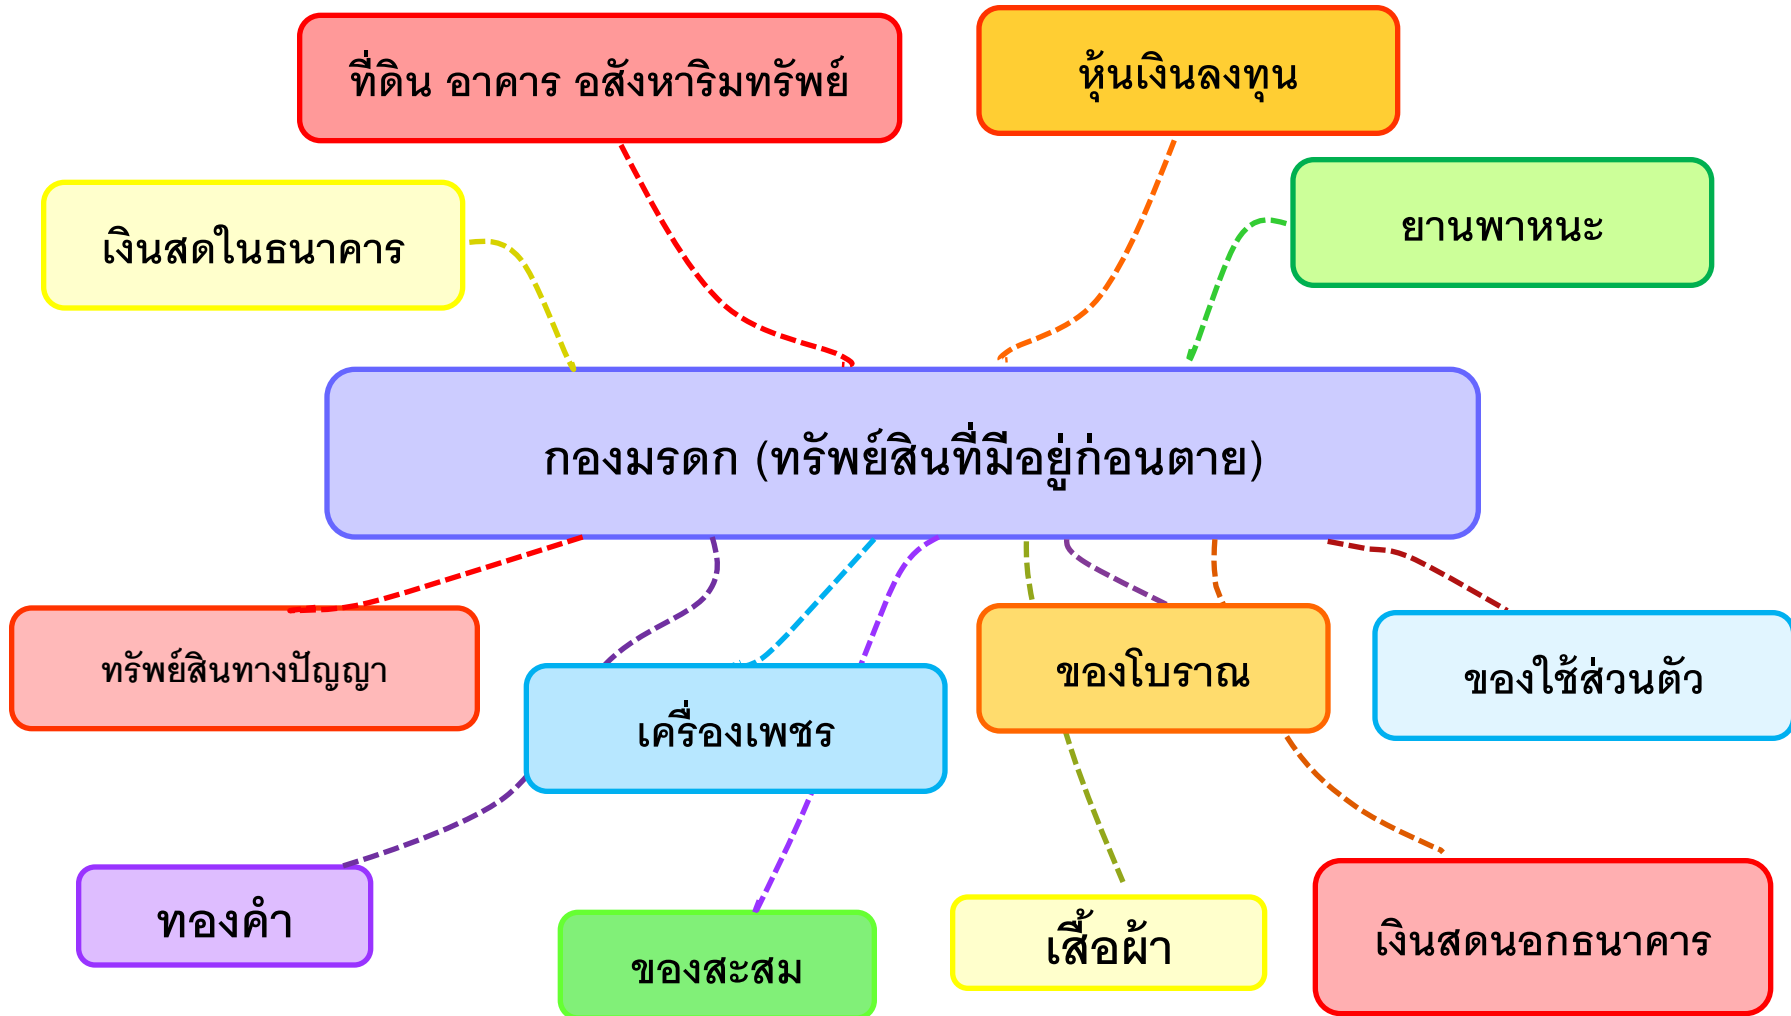 ที่ดิน อาคาร อสังหาริมทรัพย์
หุ้นเงินลงทุน
เงินสดในธนาคาร
ยานพาหนะ
กองมรดก (ทรัพย์สินที่มีอยู่ก่อนตาย)
ทรัพย์สินทางปัญญา
เครื่องเพชร
ของโบราณ
ของใช้ส่วนตัว
ทองคำ
ของสะสม
เสื้อผ้า
เงินสดนอกธนาคาร